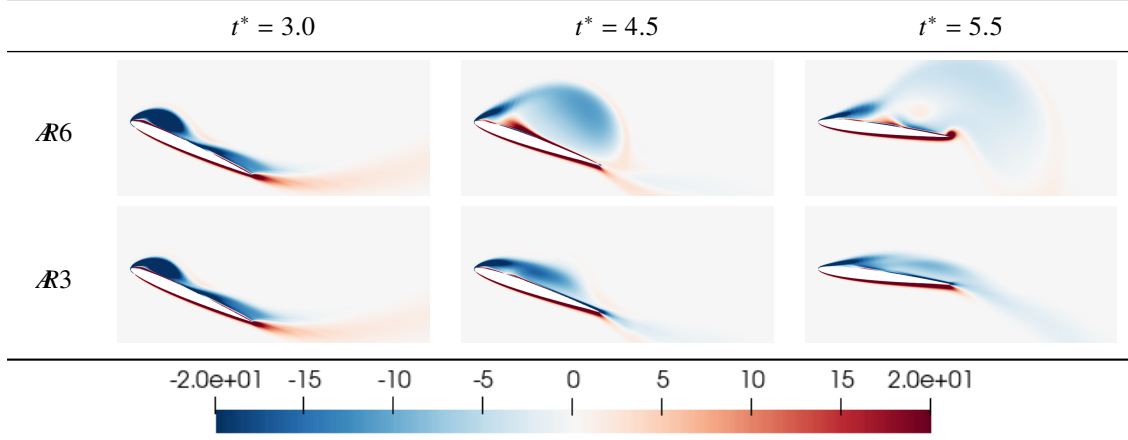 t* = 3.0 t* = 4.5 t* = 5.5
Æ6
Æ3
-2.0e+01 -15 -10 -5 0 5 10 15 2.0e+01